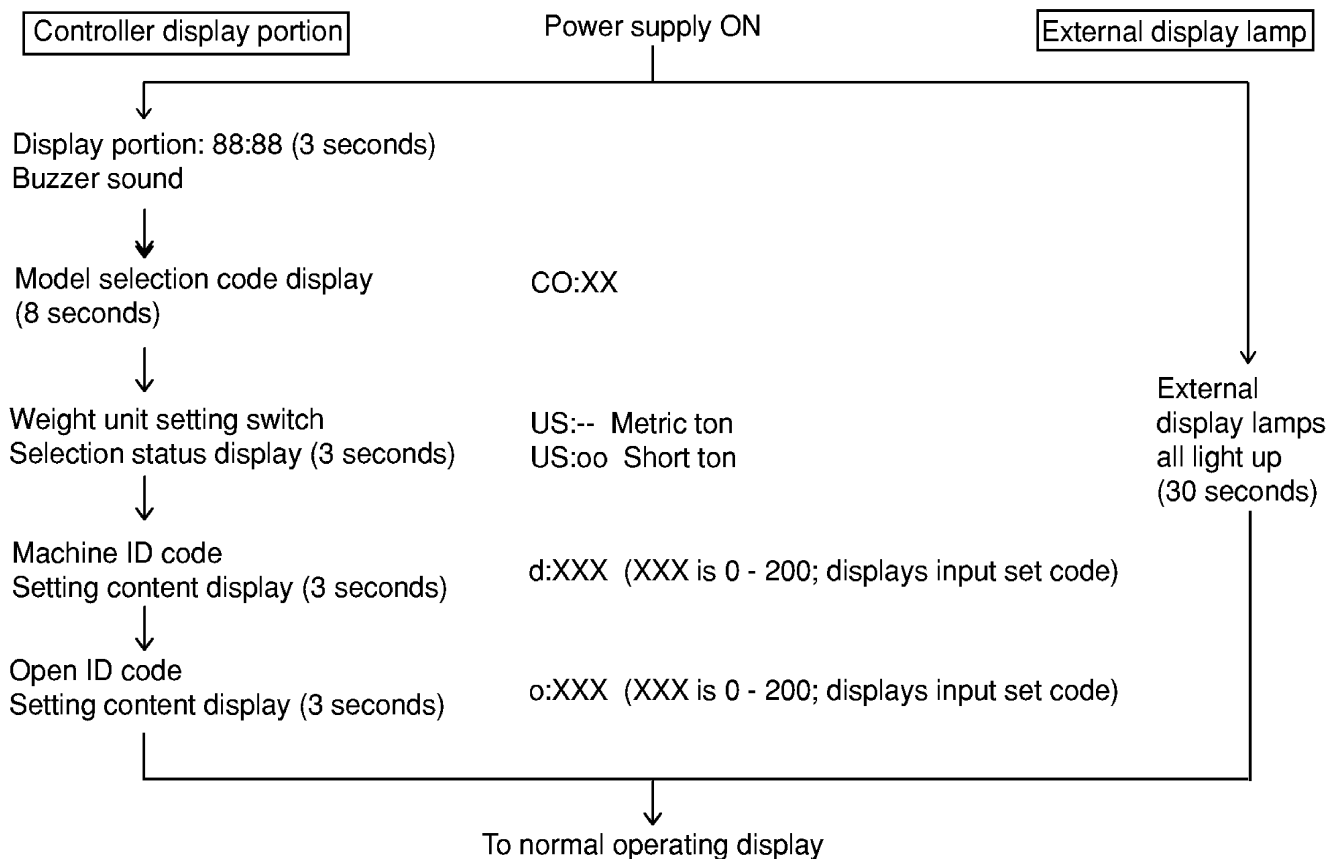 Controller display portion
Power supply ON
External display lamp
Display portion: 88:88 (3 seconds)
Buzzer sound
Model selection code display
(8 seconds)
CO:XX
Weight unit setting switch
Selection status display (3 seconds)
US:-- Metric ton
US:oo Short ton
External
display lamps
all light up
(30 seconds)
Machine ID code
Setting content display (3 seconds)
d:XXX (XXX is 0 - 200; displays input set code)
Open ID code
Setting content display (3 seconds)
o:XXX (XXX is 0 - 200; displays input set code)
To normal operating display